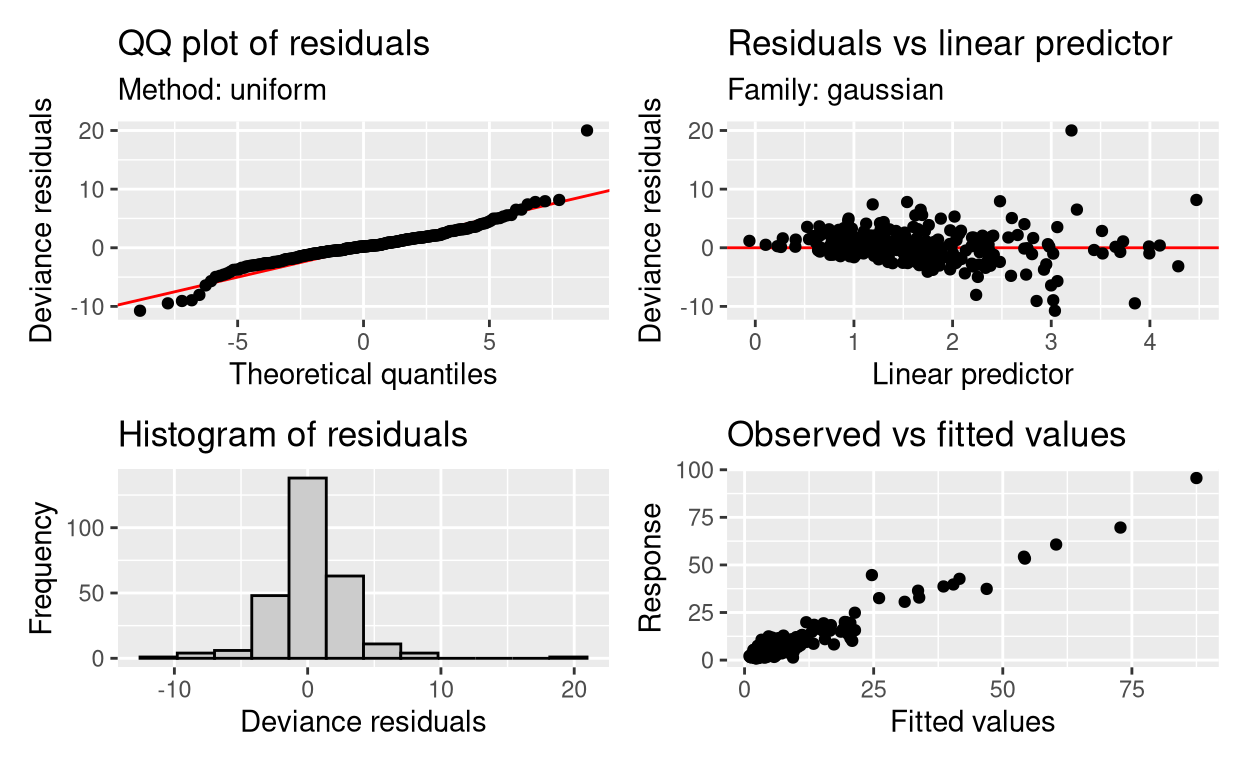 QQ plot of residuals
Method: uniform
Deviance residuals
20
10
0
-10
-5
0
5
Theoretical quantiles
Residuals vs linear predictor
Family: gaussian
Deviance residuals
20
10
0
-10
0
1
2
3
4
Linear predictor
Histogram of residuals
Frequency
100
50
0
-10
0
10
20
Deviance residuals
Observed vs fitted values
Response
100
75
50
25
0
0
25
50
75
Fitted values